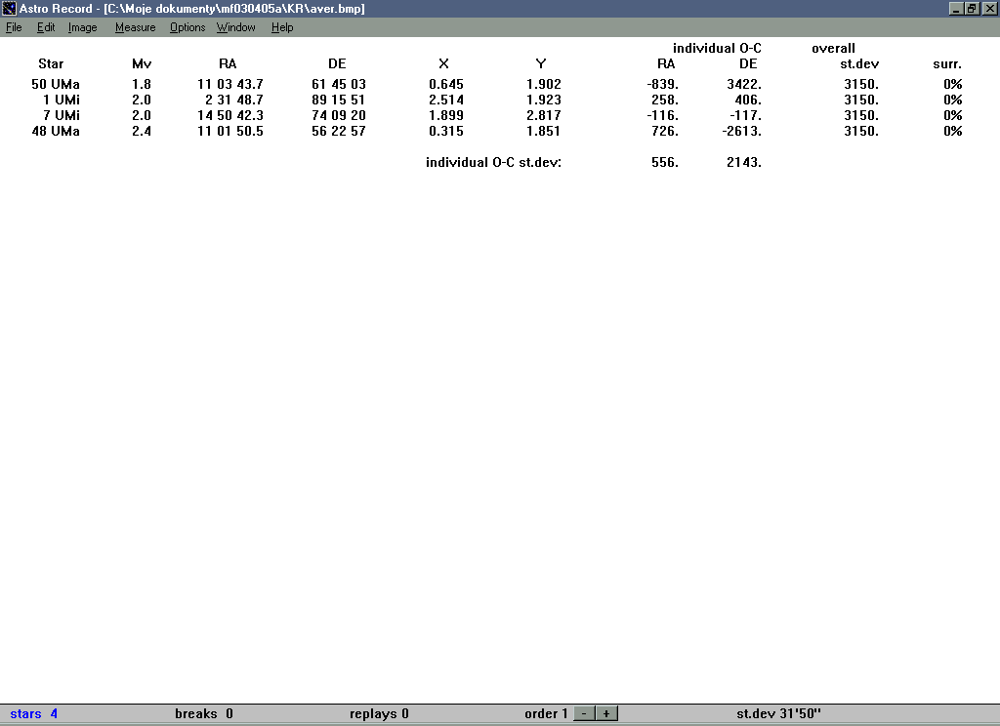 Astro Record - [C:\Moje dokumenty\mf030405a\KR\aver.bmp]
File Edit Image Measure Options Window Help
individual O-C overall
Star Mv RA DE X Y RA DE st.dev surr.
50 UMa 1.8 11 03 43.7 61 45 03 0.645 1.902 -839. 3422. 3150. 0%
1 UMi 2.0 2 31 48.7 89 15 51 2.514 1.923 258. 406. 3150. 0%
7 UMi 2.0 14 50 42.3 74 09 20 1.899 2.817 -116. -117. 3150. 0%
48 UMa 2.4 11 01 50.5 56 22 57 0.315 1.851 726. -2613. 3150. 0%
individual O-C st.dev: 556. 2143.
stars 4 breaks 0 replays 0 order 1 - + st.dev 31'50"